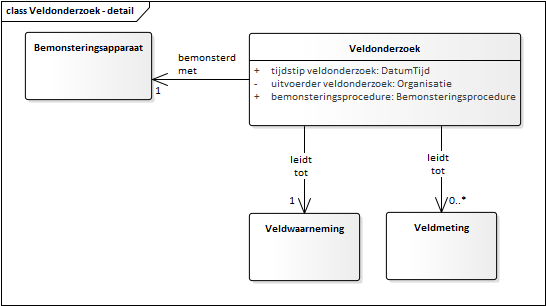 class Veldonderzoek - detail
Bemonsteringsapparaat
bemonsterd
met
1
Veldonderzoek
+ tijdstip veldonderzoek: DatumTijd
- uitvoerder veldonderzoek: Organisatie
+ bemonsteringsprocedure: Bemonsteringsprocedure
leidt
tot
1
leidt
tot
0..*
Veldwaarneming
Veldmeting